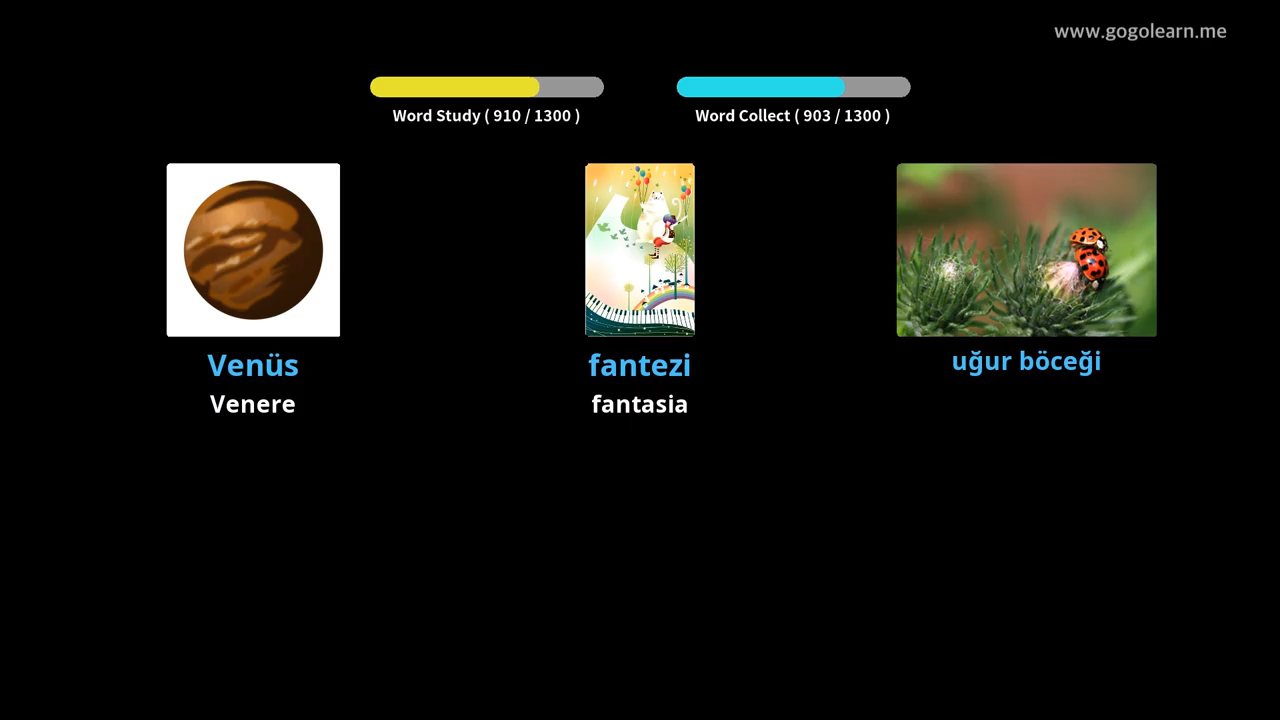 www.gogolearn.me
Word Study ( 910 / 1300 )
Word Collect ( 903 / 1300 )
Venüs
Venere
fantezi
fantasia
uğur böceği